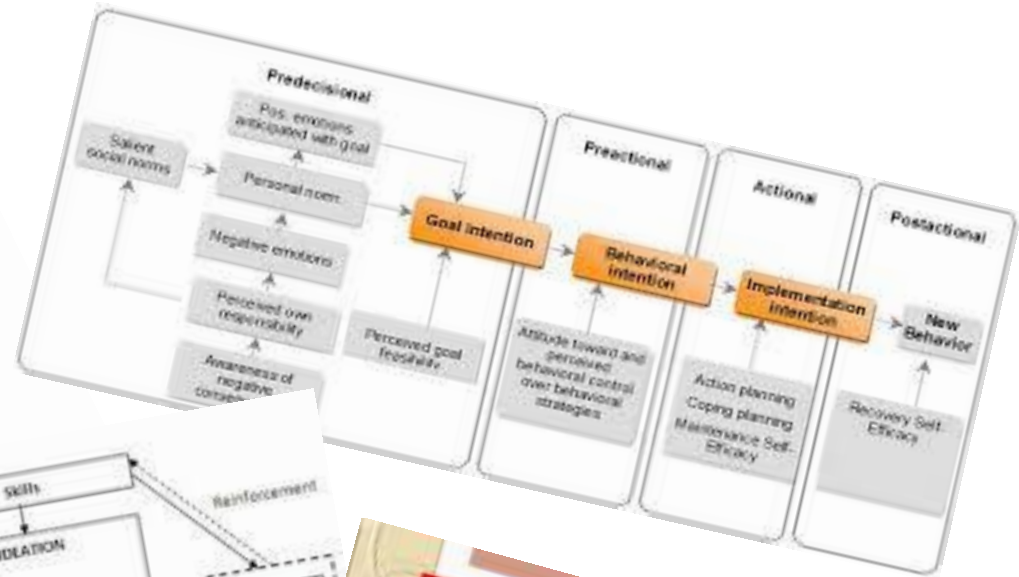 Predecisional
Pos. emotions
anticipated with goal
Salient
social norms
Personal norm
Negative emotions
Perceived own
responsibility
Awareness of
negative
Goal intention
Perceived goal
feasibility
Preactional
Behavioral
intention
Attitude toward and
perceived
behavioral control
over behavioral
strategies
Actional
Implementation
intention
Action planning
Coping planning
Maintenance Self-
Efficacy
Postactional
New
Behavior
Recovery Self-
Efficacy
Skills
Reinforcement